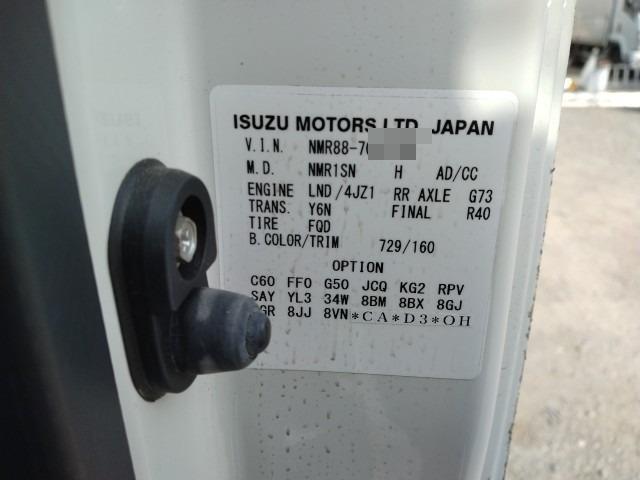 ISUZU MOTORS LTD. JAPAN
V.I.N. NMR88-70
M.D. NMR1SN H AD/CC
ENGINE LND/4JZ1 RR AXLE G73
TRANS. Y6N FINAL R40
TIRE FQD
B.COLOR/TRIM 729/160
OPTION
C60 FF0 G50 JCQ KG2 RPV
SAY YL3 34W 8BM 8BX 8GJ
GR 8JJ 8VN *CA*D3*OH